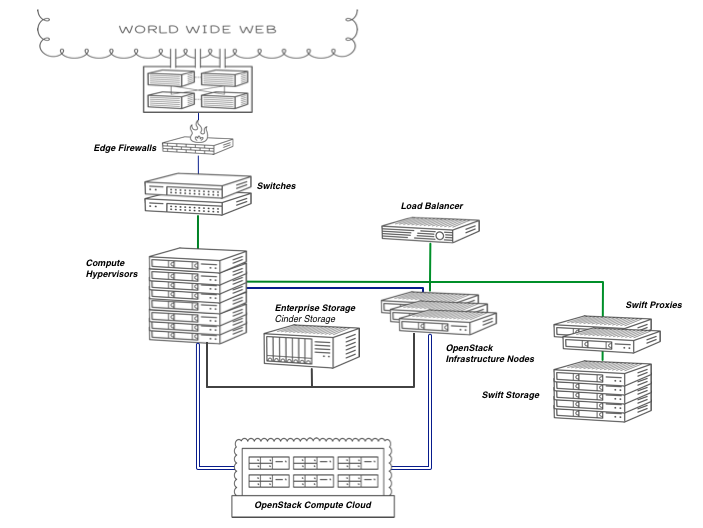 WORLD WIDE WEB
Edge Firewalls
Switches
Load Balancer
Compute
Hypervisors
Enterprise Storage
Cinder Storage
Swift Proxies
OpenStack
Infrastructure Nodes
Swift Storage
OpenStack Compute Cloud